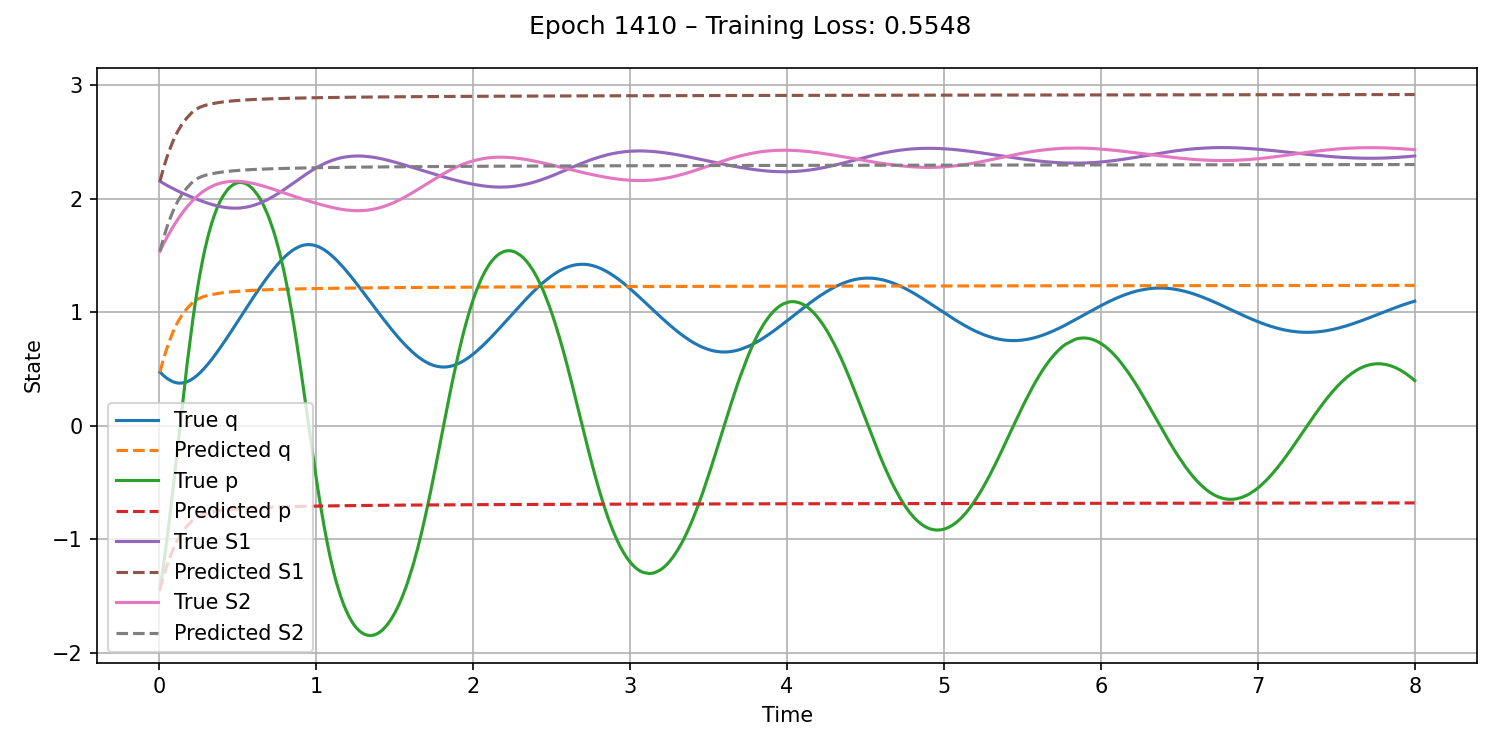 Epoch 1410 – Training Loss: 0.5548
3
2
1
0
−1
−2
State
True q
Predicted q
True p
Predicted p
True S1
Predicted S1
True S2
Predicted S2
0 1 2 3 4 5 6 7 8
Time